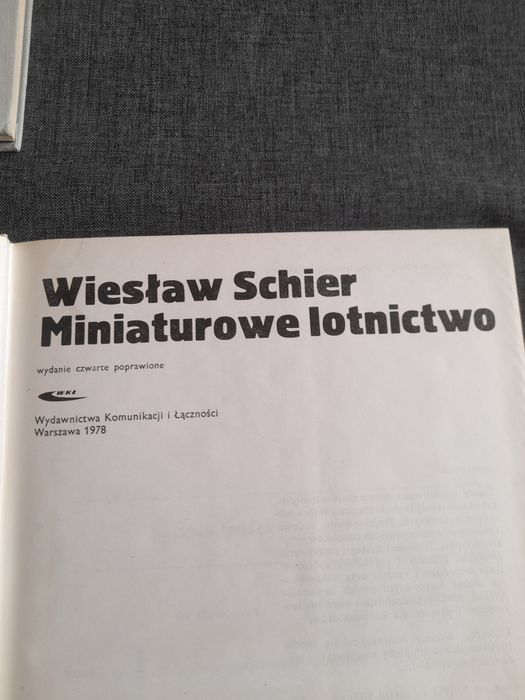 Wiesław Schier
Miniaturowe lotnictwo
wydanie czwarte poprawione
WKŁ
Wydawnictwa Komunikacji i Łączności
Warszawa 1978